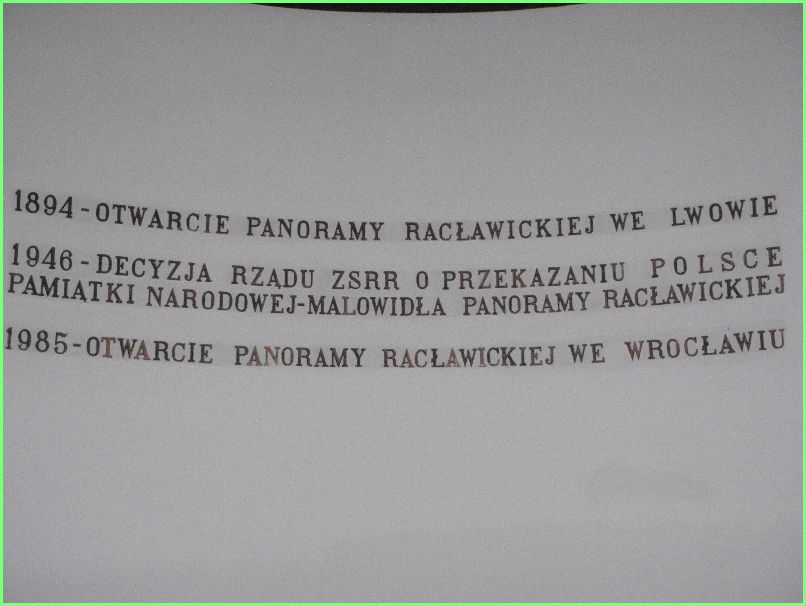 1894-OTWARCIE PANORAMY RACŁAWICKIEJ WE LWOWIE
1946-DECYZJA RZĄDU ZSRR O PRZEKAZANIU POLSCE
PAMIĄTKI NARODOWEJ-MALOWIDŁA PANORAMY RACŁAWICKIEJ
1985-OTWARCIE PANORAMY RACŁAWICKIEJ WE WROCŁAWIU